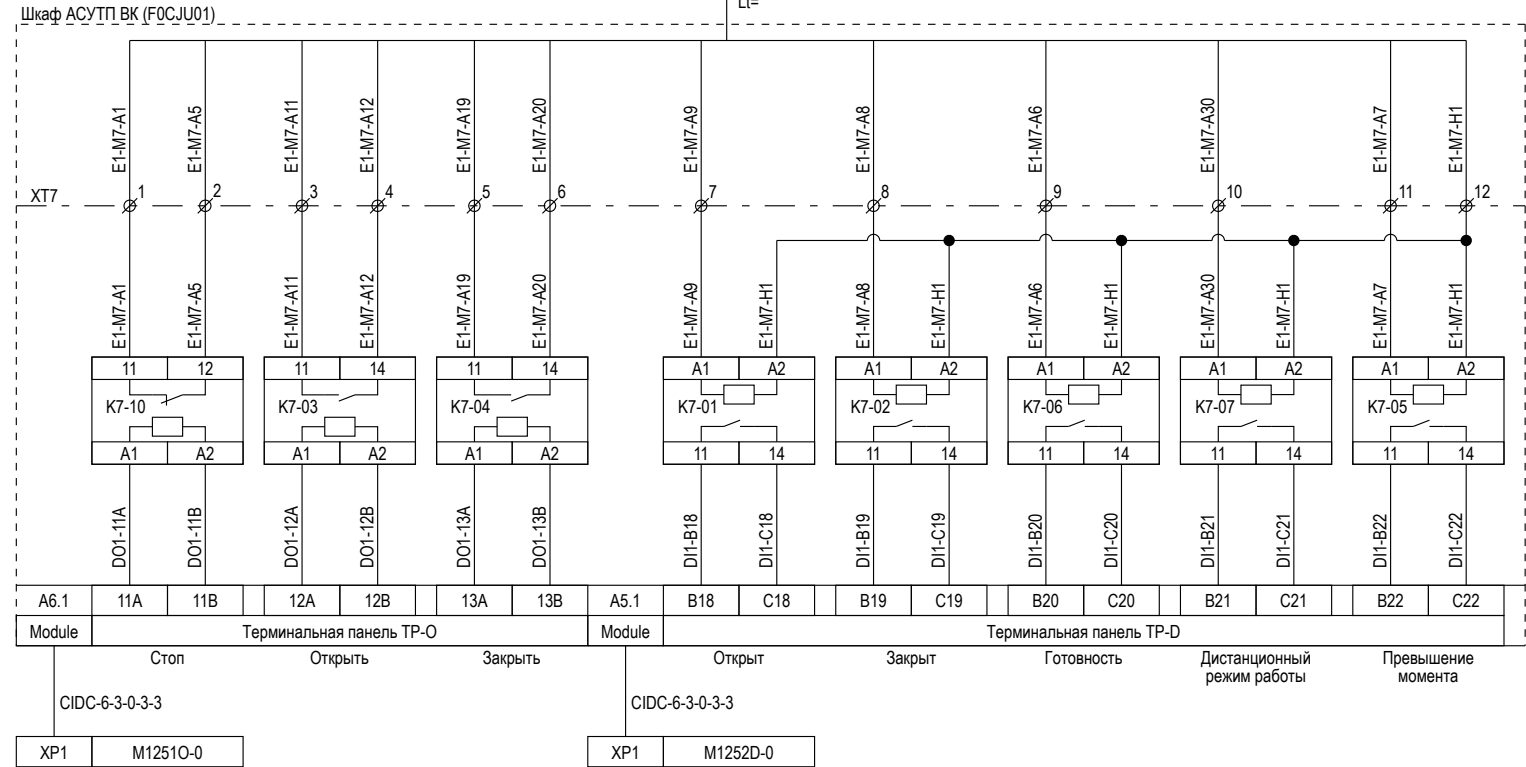 Lt=
Шкаф АСУТП ВК (F0CJU01)
E1-M7-A1 E1-M7-A5 E1-M7-A11 E1-M7-A12 E1-M7-A19 E1-M7-A20 E1-M7-A9 E1-M7-A8 E1-M7-A6 E1-M7-A30 E1-M7-A7 E1-M7-H1
XT7 1 2 3 4 5 6 7 8 9 10 11 12
E1-M7-A1 E1-M7-A5 E1-M7-A11 E1-M7-A12 E1-M7-A19 E1-M7-A20 E1-M7-A9 E1-M7-H1 E1-M7-A8 E1-M7-H1 E1-M7-A6 E1-M7-H1 E1-M7-A30 E1-M7-H1 E1-M7-A7 E1-M7-H1
11 12 11 14 11 14 A1 A2 A1 A2 A1 A2 A1 A2 A1 A2
K7-10 K7-03 K7-04 K7-01 K7-02 K7-06 K7-07 K7-05
A1 A2 A1 A2 A1 A2 11 14 11 14 11 14 11 14 11 14
DO1-11A DO1-11B DO1-12A DO1-12B DO1-13A DO1-13B DI1-B18 DI1-C18 DI1-B19 DI1-C19 DI1-B20 DI1-C20 DI1-B21 DI1-C21 DI1-B22 DI1-C22
A6.1 11A 11B 12A 12B 13A 13B A5.1 B18 C18 B19 C19 B20 C20 B21 C21 B22 C22
Module Терминальная панель TP-O Module Терминальная панель TP-D
Стоп Открыть Закрыть Открыт Закрыт Готовность Дистанционный Превышение
режим работы момента
CIDC-6-3-0-3-3 CIDC-6-3-0-3-3
XP1 M1251O-0 XP1 M1252D-0